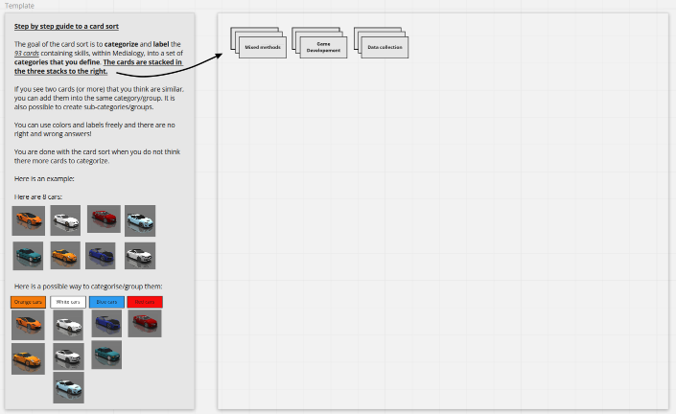 Template
Step by step guide to a card sort
The goal of the card sort is to categorize and label the
93 cards containing skills, within Medialogy, into a set of
categories that you define. The cards are stacked in
the three stacks to the right.
If you see two cards (or more) that you think are similar,
you can add them into the same category/group. It is
also possible to create sub-categories/groups.
You can use colors and labels freely and there are no
right and wrong answers!
You are done with the card sort when you do not think
there more cards to categorize.
Here is an example:
Here are 8 cars:
Here is a possible way to categorise/group them:
Orange cars
White cars
Blue cars
Red cars
Mixed methods
Game
Developement
Data collection